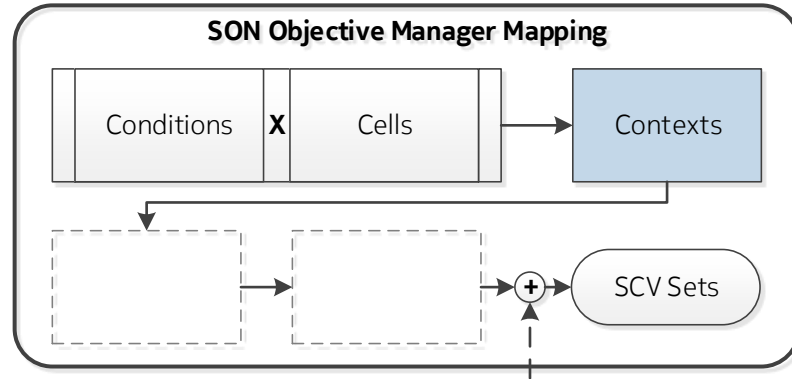 SON Objective Manager Mapping
Conditions X Cells
Contexts
+
SCV Sets